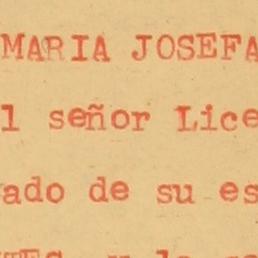 MARIA JOSEFA
l señor Lice
ado de su es